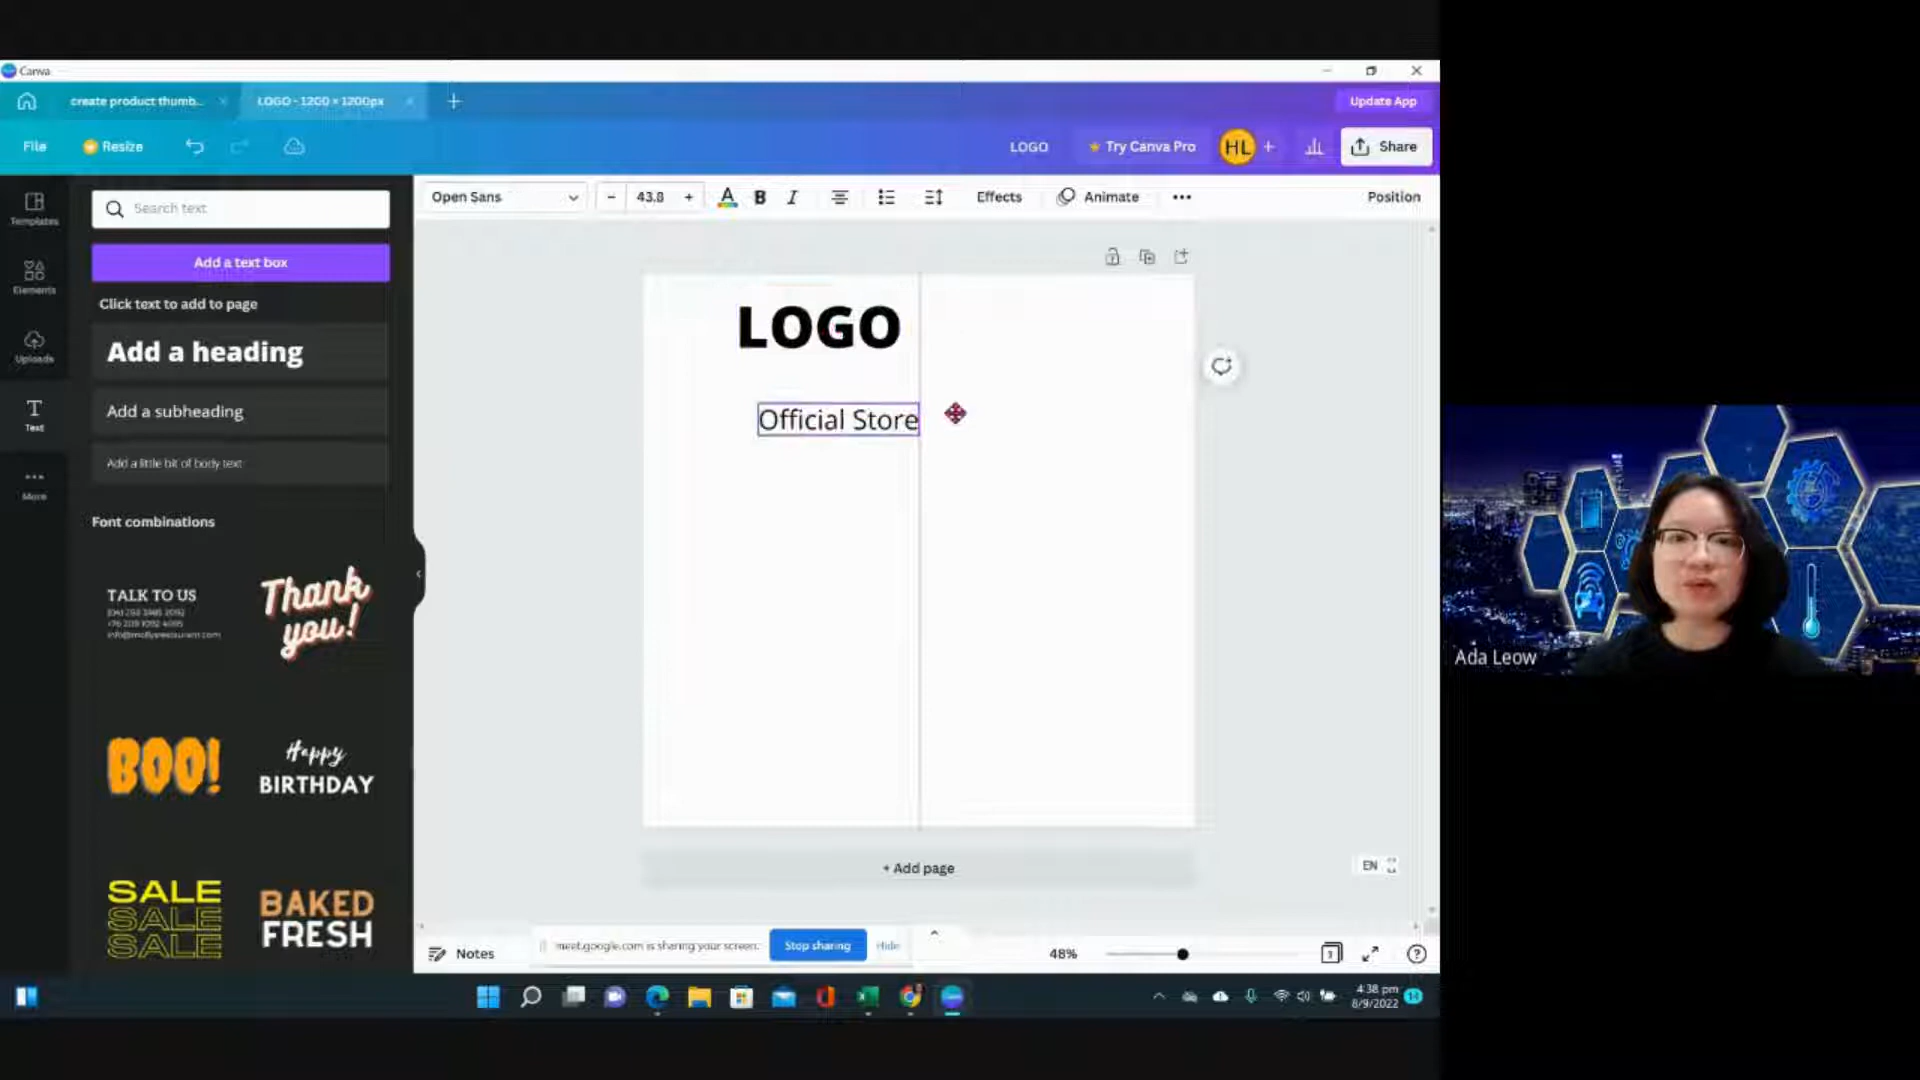 Canva
create product thumb...
LOGO - 1200 × 1200px
Update App
File
Resize
LOGO
Try Canva Pro
HL
Share
Open Sans
43.8
A
B
I
Effects
Animate
Position
Templates
Elements
Uploads
Text
More
Search text
Add a text box
Click text to add to page
Add a heading
Add a subheading
Add a little bit of body text
Font combinations
TALK TO US
Thank
you!
BOO!
Happy
BIRTHDAY
SALE
SALE
SALE
BAKED
FRESH
LOGO
Official Store
+ Add page
EN
Notes
meet.google.com is sharing your screen.
Stop sharing
Hide
48%
4:38 pm
8/9/2022
Ada Leow